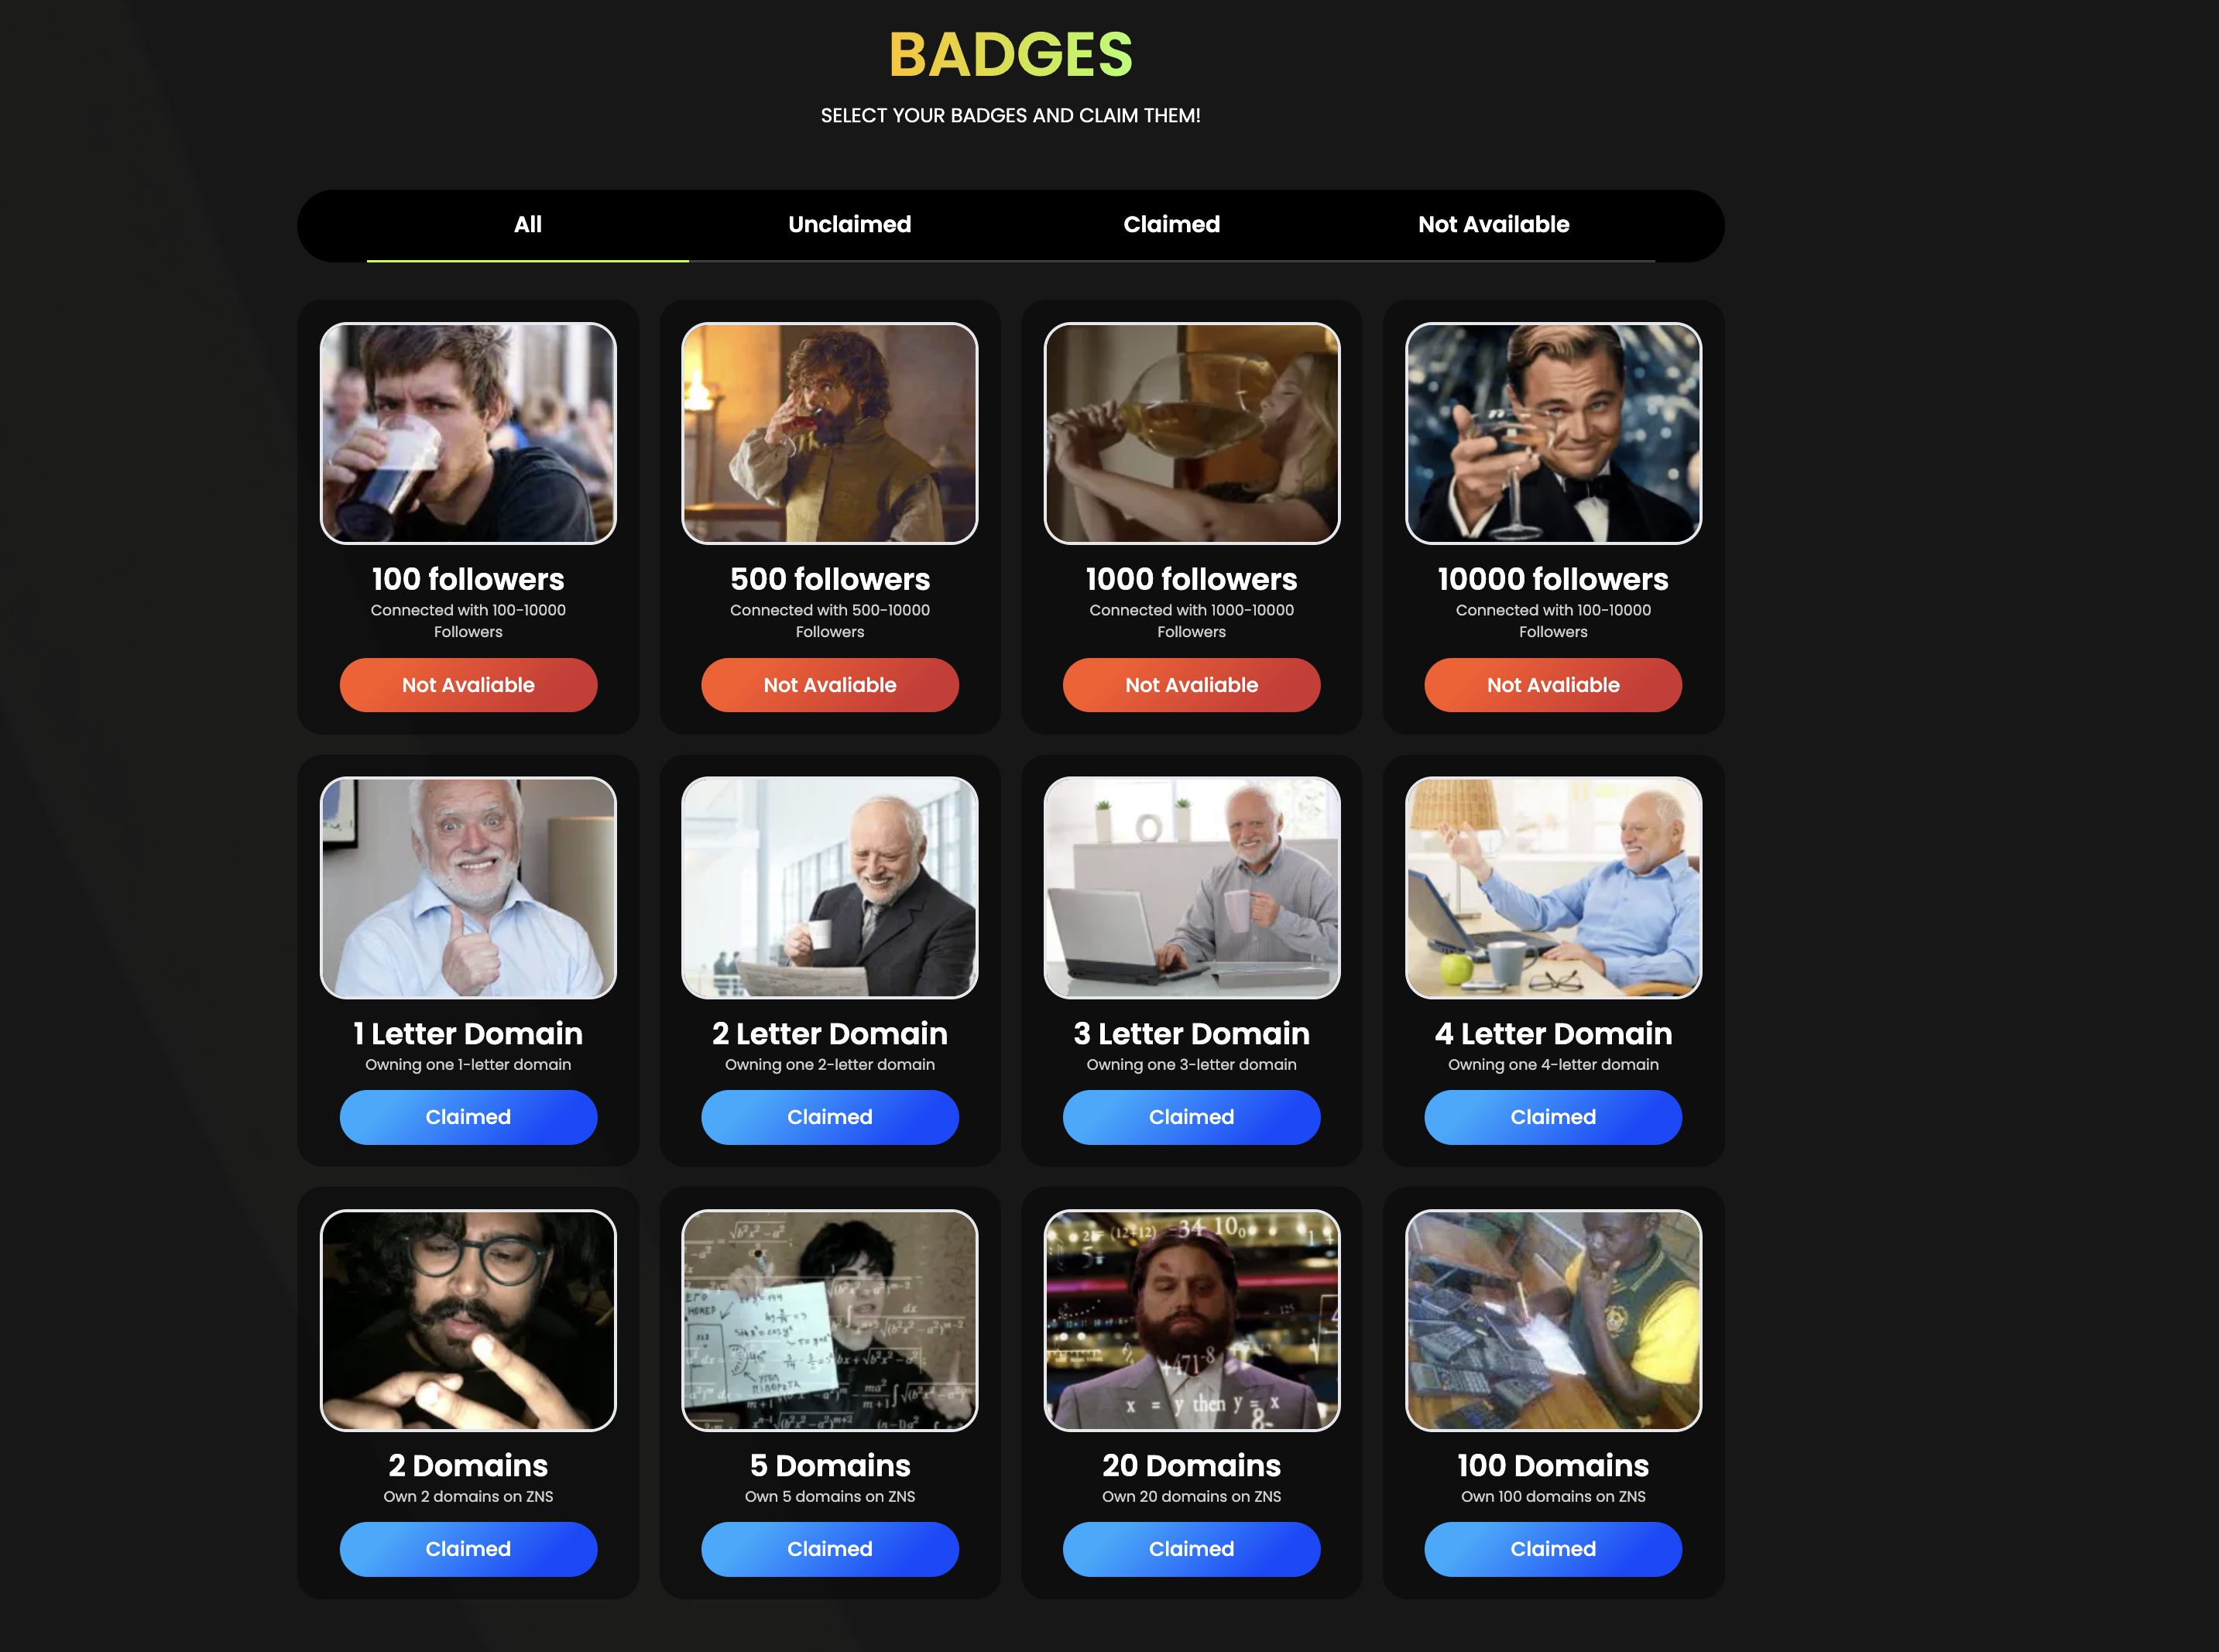 BADGES
SELECT YOUR BADGES AND CLAIM THEM!
All
Unclaimed
Claimed
Not Available
100 followers
Connected with 100-10000
Followers
Not Avaliable
500 followers
Connected with 500-10000
Followers
Not Avaliable
1000 followers
Connected with 1000-10000
Followers
Not Avaliable
10000 followers
Connected with 100-10000
Followers
Not Avaliable
1 Letter Domain
Owning one 1-letter domain
Claimed
2 Letter Domain
Owning one 2-letter domain
Claimed
3 Letter Domain
Owning one 3-letter domain
Claimed
4 Letter Domain
Owning one 4-letter domain
Claimed
2 Domains
Own 2 domains on ZNS
Claimed
ЕГО
НОМЕР
УГОЛ
ПОВОРОТА
5 Domains
Own 5 domains on ZNS
Claimed
x = y then y = x
20 Domains
Own 20 domains on ZNS
Claimed
100 Domains
Own 100 domains on ZNS
Claimed